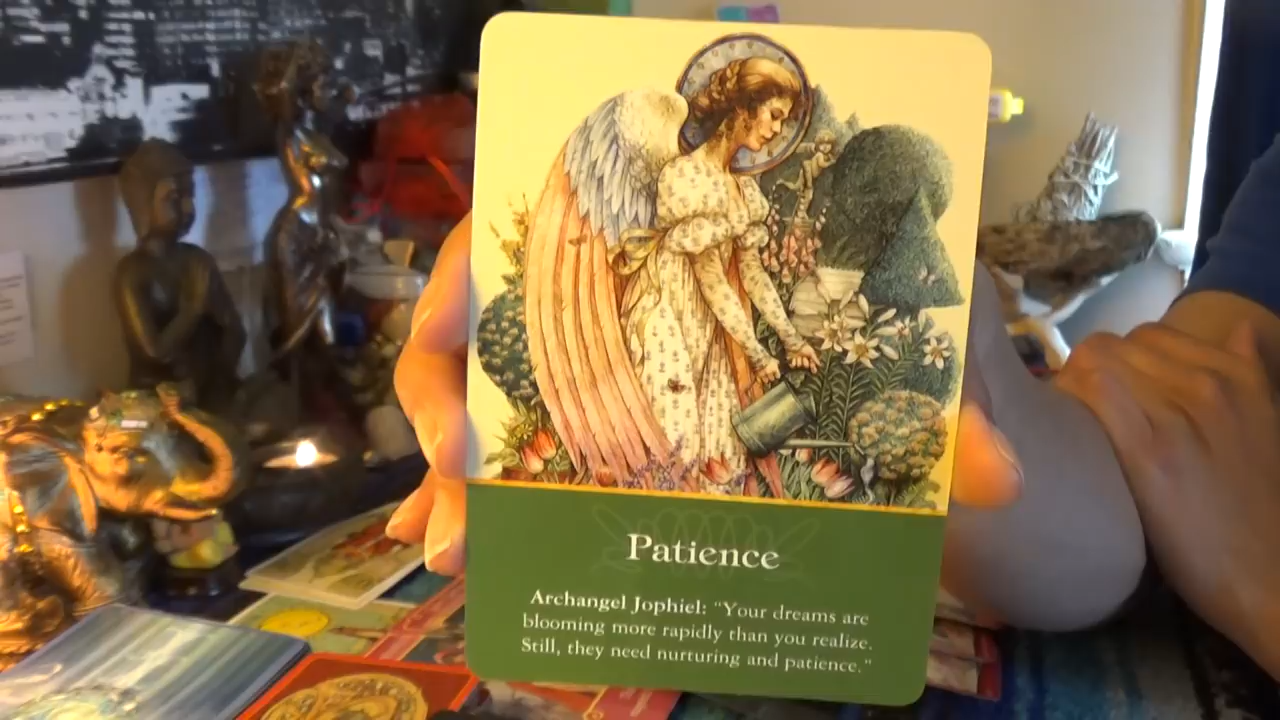 Patience
Archangel Jophiel: "Your dreams are
blooming more rapidly than you realize.
Still, they need nurturing and patience."